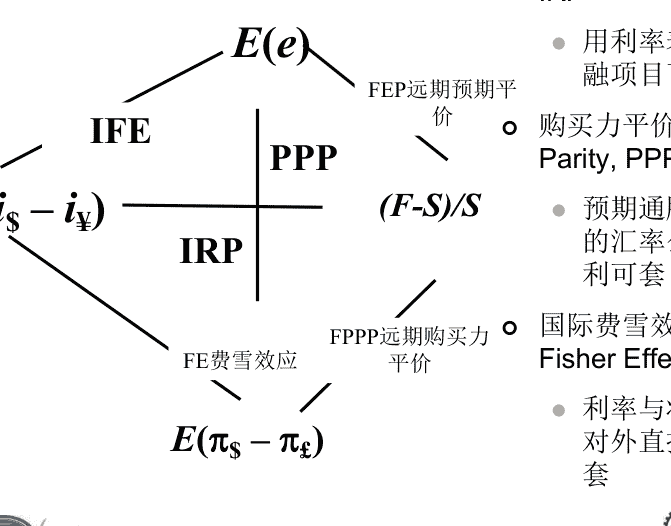 E(e)
FEP远期预期平
价
IFE
PPP
i$ – i¥)
(F-S)/S
IRP
FPPP远期购买力
平价
FE费雪效应
E(π$ – π£)
用利率
融项目
购买力平价
Parity, PPP
预期通
的汇率
利可套
国际费雪效
Fisher Effe
利率与
对外直
套